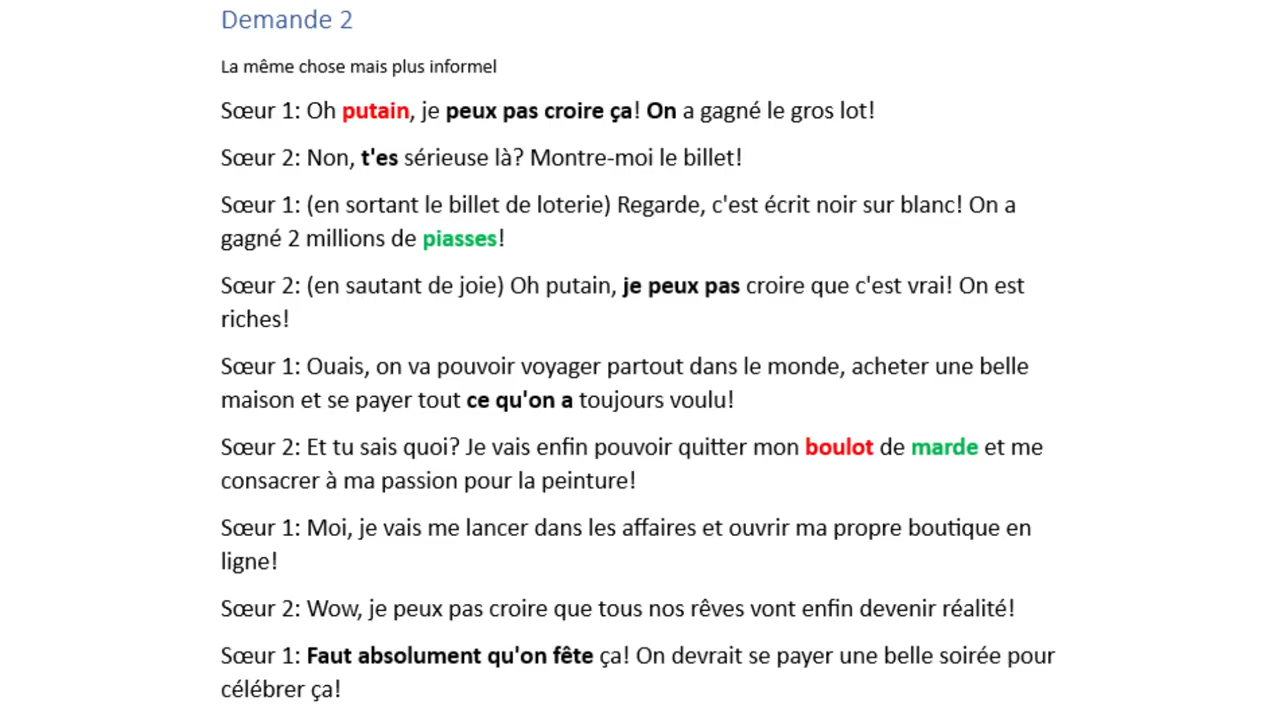 Demande 2
La même chose mais plus informel
Sœur 1: Oh putain, je peux pas croire ça! On a gagné le gros lot!
Sœur 2: Non, t'es sérieuse là? Montre-moi le billet!
Sœur 1: (en sortant le billet de loterie) Regarde, c'est écrit noir sur blanc! On a
gagné 2 millions de piasses!
Sœur 2: (en sautant de joie) Oh putain, je peux pas croire que c'est vrai! On est
riches!
Sœur 1: Ouais, on va pouvoir voyager partout dans le monde, acheter une belle
maison et se payer tout ce qu'on a toujours voulu!
Sœur 2: Et tu sais quoi? Je vais enfin pouvoir quitter mon boulot de marde et me
consacrer à ma passion pour la peinture!
Sœur 1: Moi, je vais me lancer dans les affaires et ouvrir ma propre boutique en
ligne!
Sœur 2: Wow, je peux pas croire que tous nos rêves vont enfin devenir réalité!
Sœur 1: Faut absolument qu'on fête ça! On devrait se payer une belle soirée pour
célébrer ça!